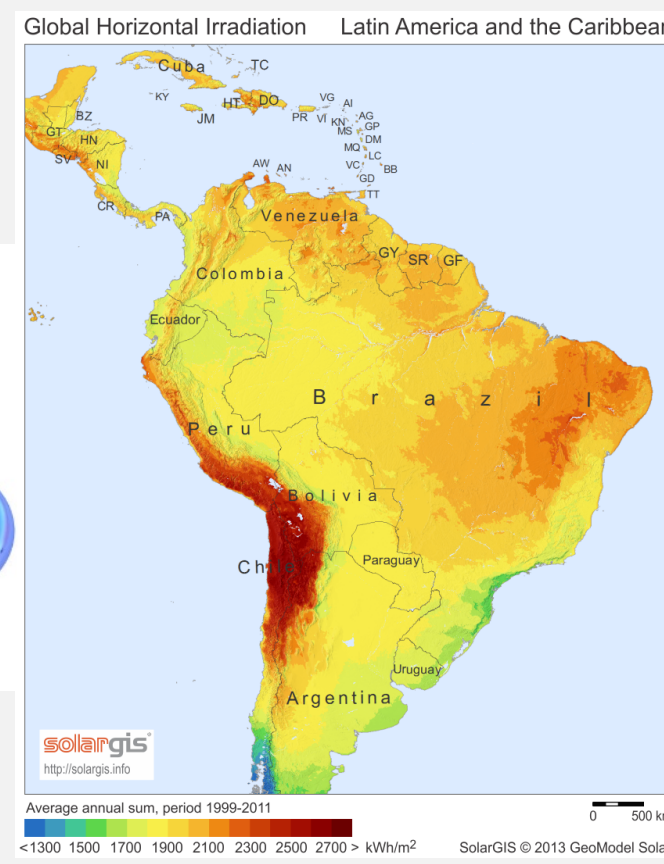 Global Horizontal Irradiation Latin America and the Caribbean
Cuba TC
KY HT DO VG AI
BZ JM PR VI KN AG
GT MS GP
HN DM
MQ
SV NI LC
AW AN VC BB
GD
CR PA TT
Venezuela
GY SR GF
Colombia
Ecuador
Brazil
Peru
Bolivia
Chile
Paraguay
Uruguay
Argentina
solargis
http://solargis.info
Average annual sum, period 1999-2011
0 500
<1300 1500 1700 1900 2100 2300 2500 2700 > kWh/m2
SolarGIS © 2013 GeoModel Sola